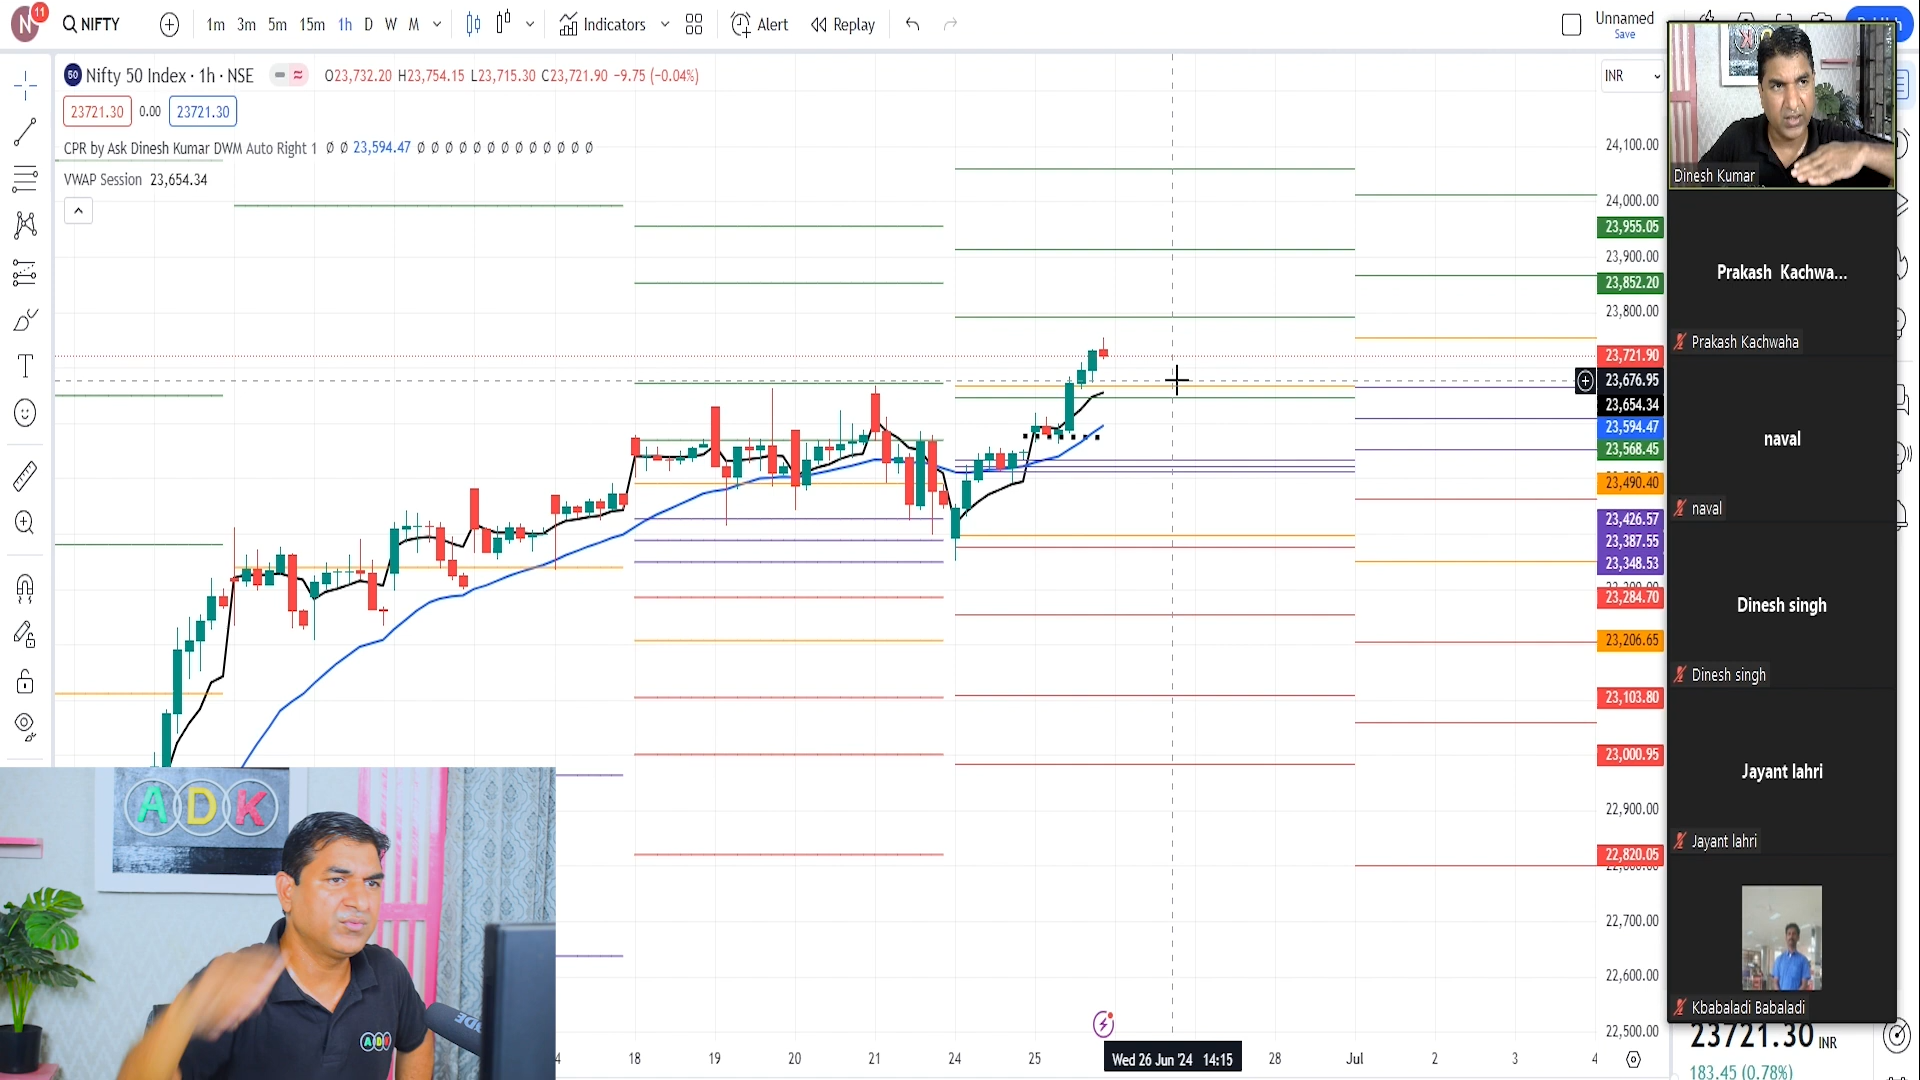 N 11 NIFTY 1m 3m 5m 15m 1h D W M Indicators Alert Replay Unnamed
Save
50 Nifty 50 Index · 1h · NSE O23,732.20 H23,754.15 L23,715.30 C23,721.90 −9.75 (−0.04%)
INR
23721.30 0.00 23721.30
CPR by Ask Dinesh Kumar DWM Auto Right 1 Ø Ø 23,594.47 Ø Ø Ø Ø Ø Ø Ø Ø Ø Ø Ø Ø Ø
VWAP Session 23,654.34
24,100.00
24,000.00
23,955.05
23,900.00
23,852.20
23,800.00
23,721.90
23,676.95
23,654.34
23,594.47
23,568.45
23,490.40
23,426.57
23,387.55
23,348.53
23,284.70
23,206.65
23,103.80
23,000.95
22,900.00
22,820.05
22,700.00
22,600.00
22,500.00
4 18 19 20 21 24 25 Wed 26 Jun '24 14:15 28 Jul 2 3 4
23721.30 INR
183.45 (0.78%)
Dinesh Kumar
Prakash Kachwa...
Prakash Kachwaha
naval
naval
Dinesh singh
Dinesh singh
Jayant lahri
Jayant lahri
Kbabaladi Babaladi
ADK
ADK